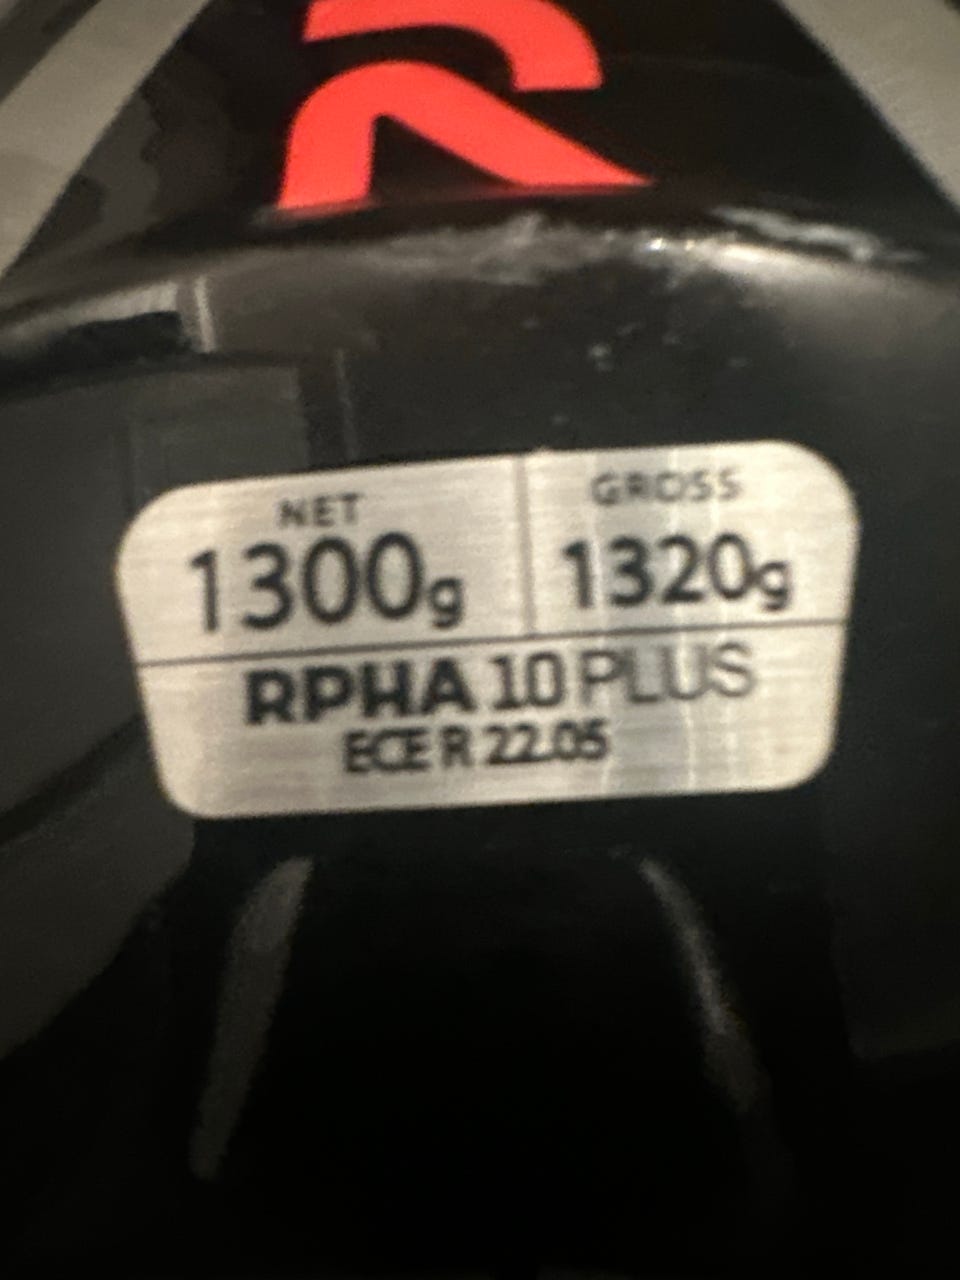 R
NET
1300g
GROSS
1320g
RPHA 10 PLUS
ECE R 22.05